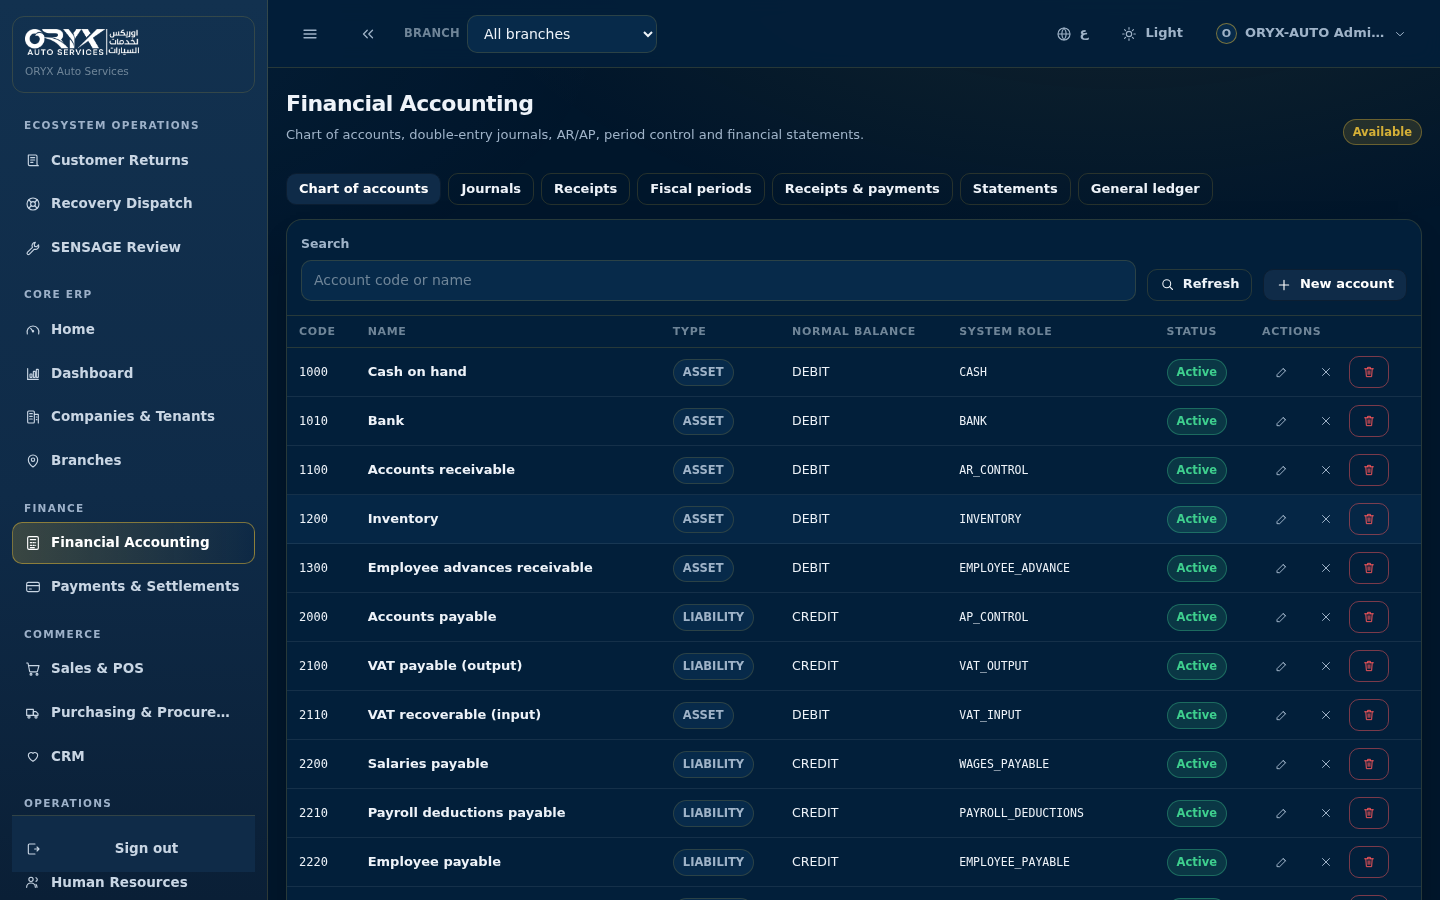 ORYX
اوريكس
لخدمات
السيارات
AUTO SERVICES
ORYX Auto Services
ECOSYSTEM OPERATIONS
Customer Returns
Recovery Dispatch
SENSAGE Review
CORE ERP
Home
Dashboard
Companies & Tenants
Branches
FINANCE
Financial Accounting
Payments & Settlements
COMMERCE
Sales & POS
Purchasing & Procure...
CRM
OPERATIONS
Sign out
Human Resources
BRANCH All branches ع Light O ORYX-AUTO Admi...
Financial Accounting
Chart of accounts, double-entry journals, AR/AP, period control and financial statements.
Available
Chart of accounts Journals Receipts Fiscal periods Receipts & payments Statements General ledger
Search
Account code or name Refresh New account
CODE NAME TYPE NORMAL BALANCE SYSTEM ROLE STATUS ACTIONS
1000 Cash on hand ASSET DEBIT CASH Active
1010 Bank ASSET DEBIT BANK Active
1100 Accounts receivable ASSET DEBIT AR_CONTROL Active
1200 Inventory ASSET DEBIT INVENTORY Active
1300 Employee advances receivable ASSET DEBIT EMPLOYEE_ADVANCE Active
2000 Accounts payable LIABILITY CREDIT AP_CONTROL Active
2100 VAT payable (output) LIABILITY CREDIT VAT_OUTPUT Active
2110 VAT recoverable (input) ASSET DEBIT VAT_INPUT Active
2200 Salaries payable LIABILITY CREDIT WAGES_PAYABLE Active
2210 Payroll deductions payable LIABILITY CREDIT PAYROLL_DEDUCTIONS Active
2220 Employee payable LIABILITY CREDIT EMPLOYEE_PAYABLE Active